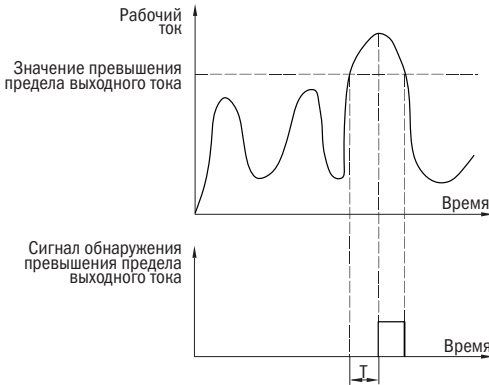 Рабочий
ток
Значение превышения
предела выходного тока
Время
Сигнал обнаружения
превышения предела
выходного тока
Время
T